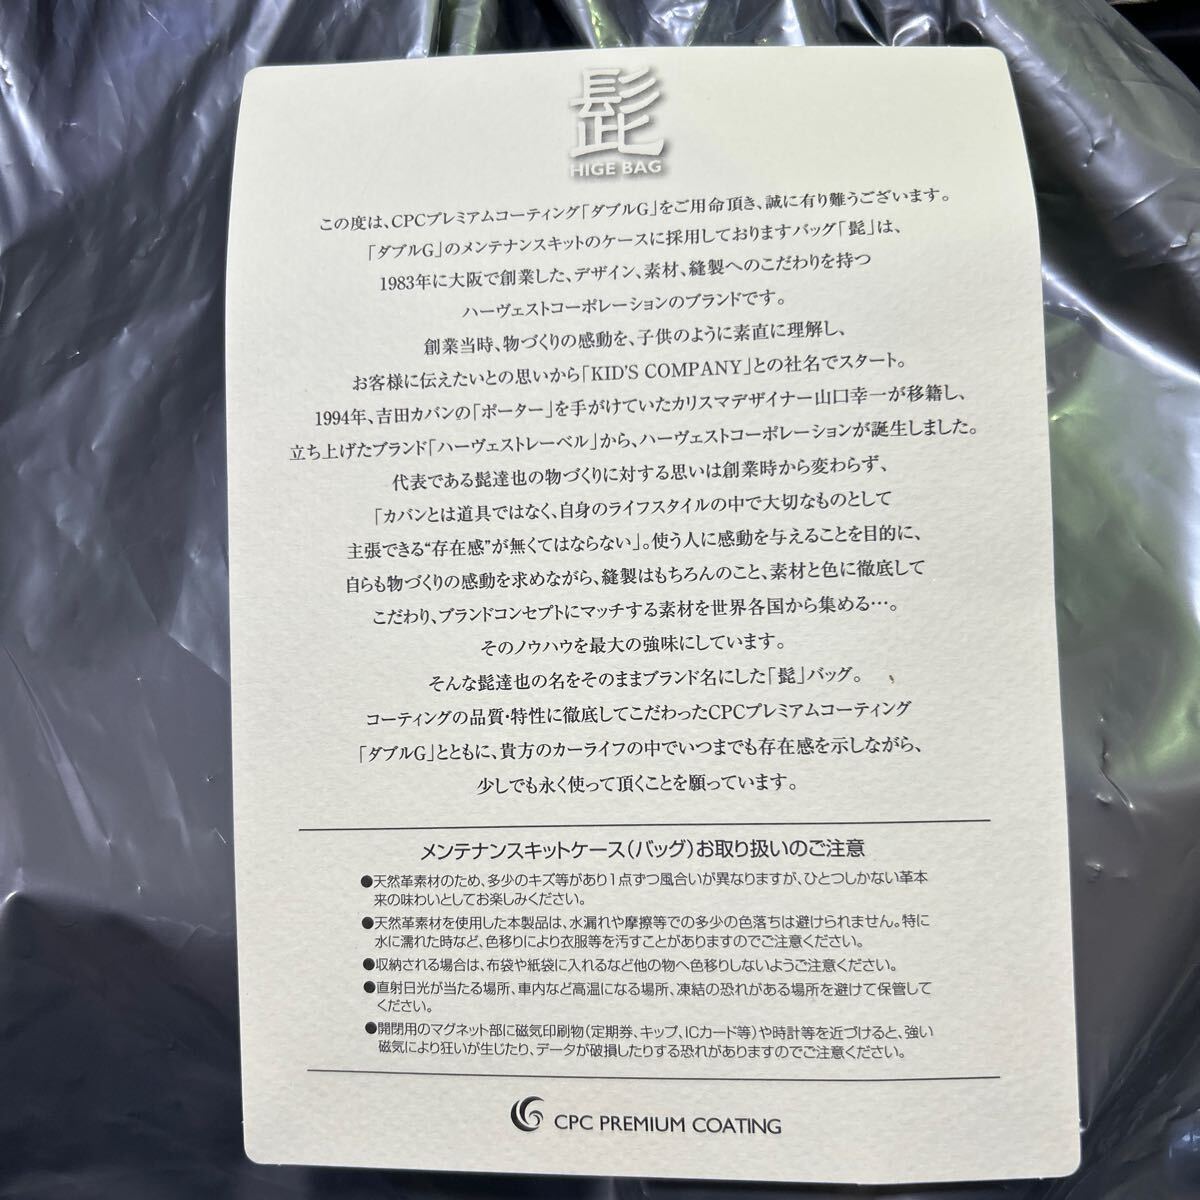 髭
HIGE BAG
この度は、CPCプレミアムコーティング「ダブルG」をご用命頂き、誠に有り難うございます。
「ダブルG」のメンテナンスキットのケースに採用しておりますバッグ「髭」は、
1983年に大阪で創業した、デザイン、素材、縫製へのこだわりを持つ
ハーヴェストコーポレーションのブランドです。
創業当時、物づくりの感動を、子供のように素直に理解し、
お客様に伝えたいとの思いから「KID'S COMPANY」との社名でスタート。
1994年、吉田カバンの「ポーター」を手がけていたカリスマデザイナー山口幸一が移籍し、
立ち上げたブランド「ハーヴェストレーベル」から、ハーヴェストコーポレーションが誕生しました。
代表である髭達也の物づくりに対する思いは創業時から変わらず、
「カバンとは道具ではなく、自身のライフスタイルの中で大切なものとして
主張できる“存在感”が無くてはならない」。使う人に感動を与えることを目的に、
自らも物づくりの感動を求めながら、縫製はもちろんのこと、素材と色に徹底して
こだわり、ブランドコンセプトにマッチする素材を世界各国から集める…。
そのノウハウを最大の強味にしています。
そんな髭達也の名をそのままブランド名にした「髭」バッグ。
コーティングの品質・特性に徹底してこだわったCPCプレミアムコーティング
「ダブルG」とともに、貴方のカーライフの中でいつまでも存在感を示しながら、
少しでも永く使って頂くことを願っています。
メンテナンスキットケース(バッグ)お取り扱いのご注意
●天然革素材のため、多少のキズ等があり1点ずつ風合いが異なりますが、ひとつしかない革本
来の味わいとしてお楽しみください。
●天然革素材を使用した本製品は、水漏れや摩擦等での多少の色落ちは避けられません。特に
水に濡れた時など、色移りにより衣服等を汚すことがありますのでご注意ください。
●収納される場合は、布袋や紙袋に入れるなど他の物へ色移りしないようご注意ください。
●直射日光が当たる場所、車内など高温になる場所、凍結の恐れがある場所を避けて保管して
ください。
●開閉用のマグネット部に磁気印刷物(定期券、キップ、ICカード等)や時計等を近づけると、強い
磁気により狂いが生じたり、データが破損したりする恐れがありますのでご注意ください。
CPC PREMIUM COATING